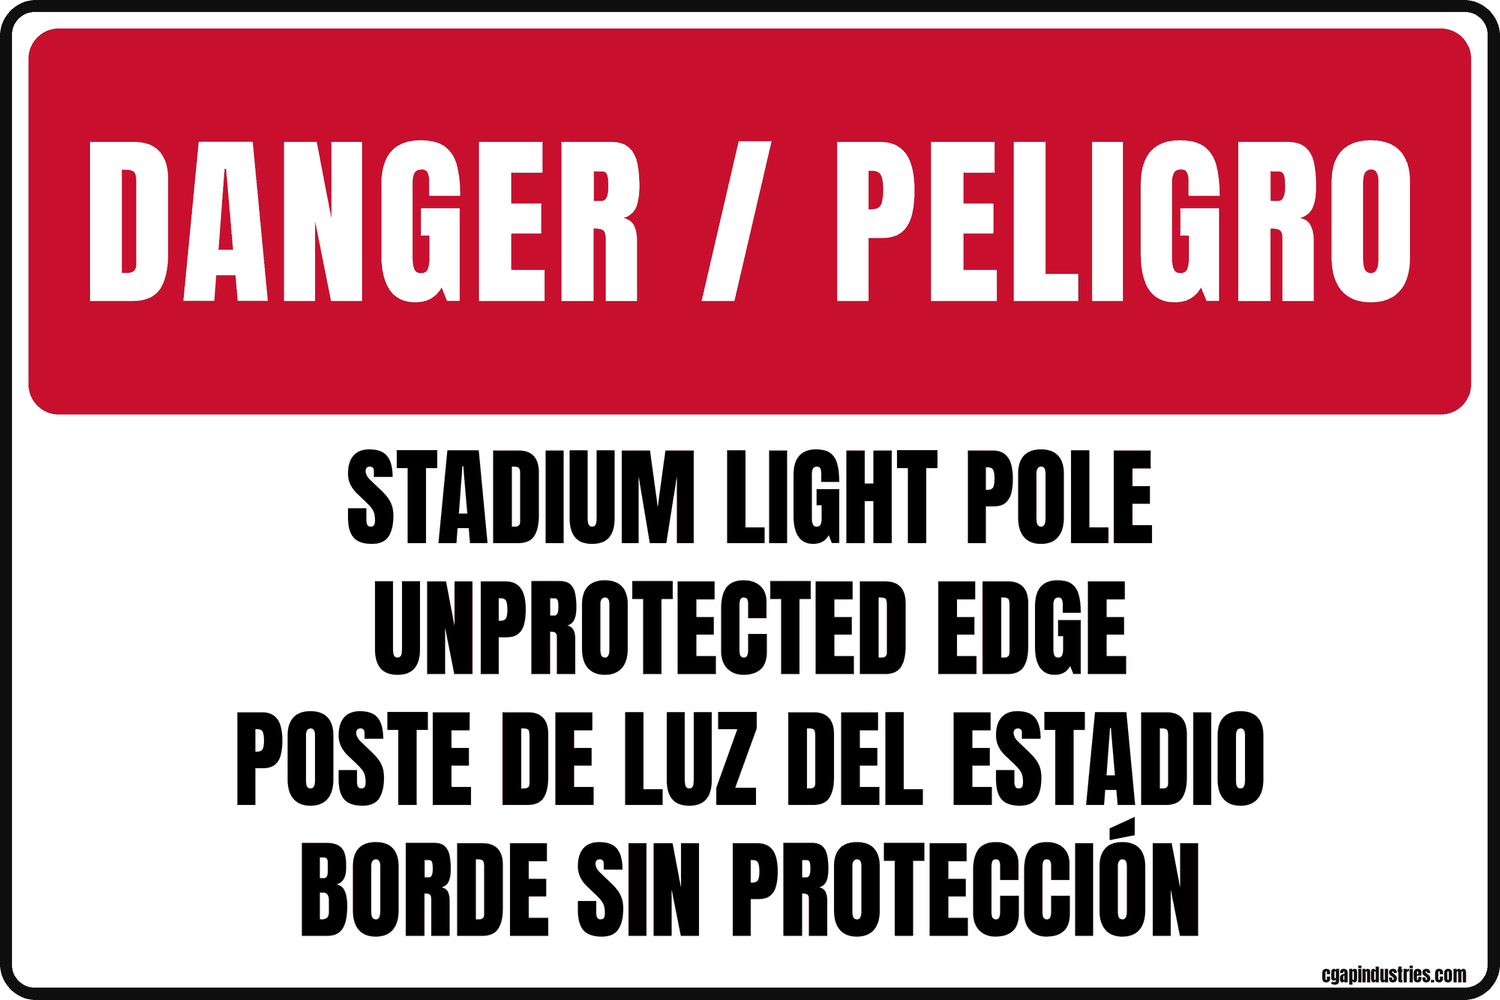 DANGER / PELIGRO
STADIUM LIGHT POLE
UNPROTECTED EDGE
POSTE DE LUZ DEL ESTADIO
BORDE SIN PROTECCIÓN
cgapindustries.com